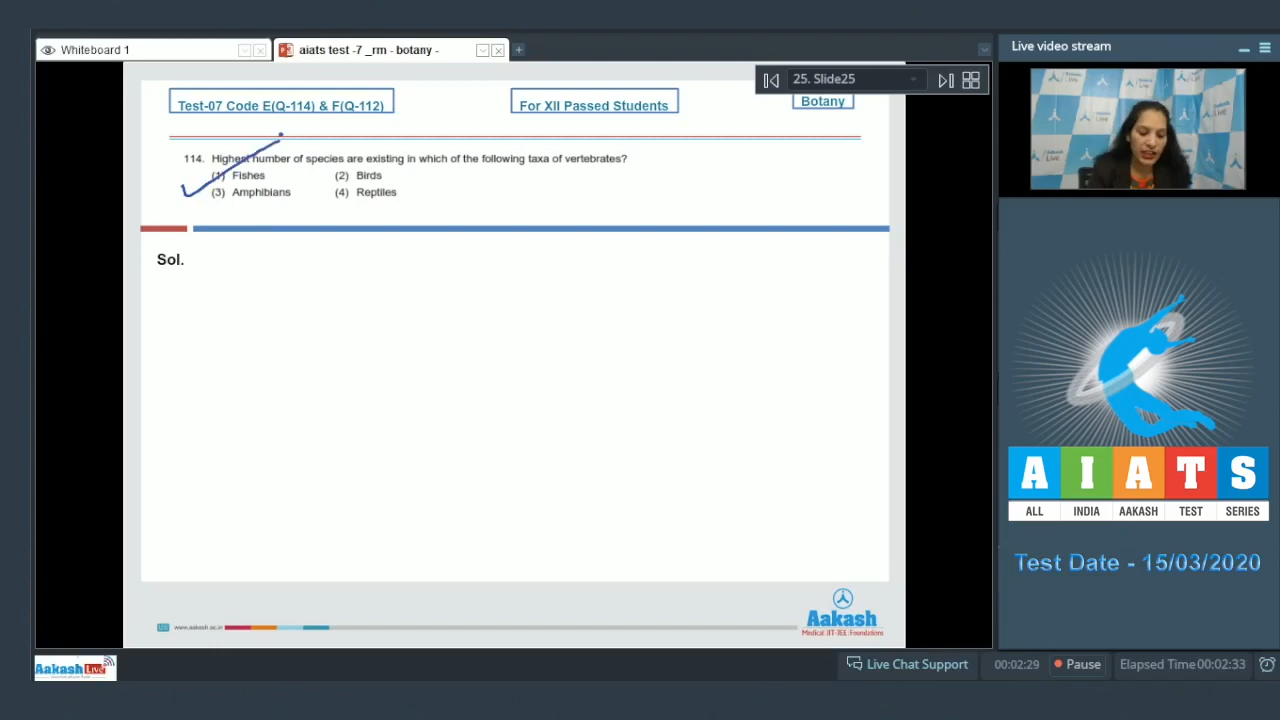 Whiteboard 1
aiats test -7 _rm - botany -
Live video stream
25. Slide25
Test-07 Code E(Q-114) & F(Q-112)
For XII Passed Students
Botany
114. Highest number of species are existing in which of the following taxa of vertebrates?
(1) Fishes (2) Birds
(3) Amphibians (4) Reptiles
Sol.
A I A T S
ALL INDIA AAKASH TEST SERIES
Test Date - 15/03/2020
www.aakash.ac.in
Aakash
Medical|IIT-JEE|Foundations
Aakash Live
Live Chat Support
00:02:29
Pause
Elapsed Time 00:02:33